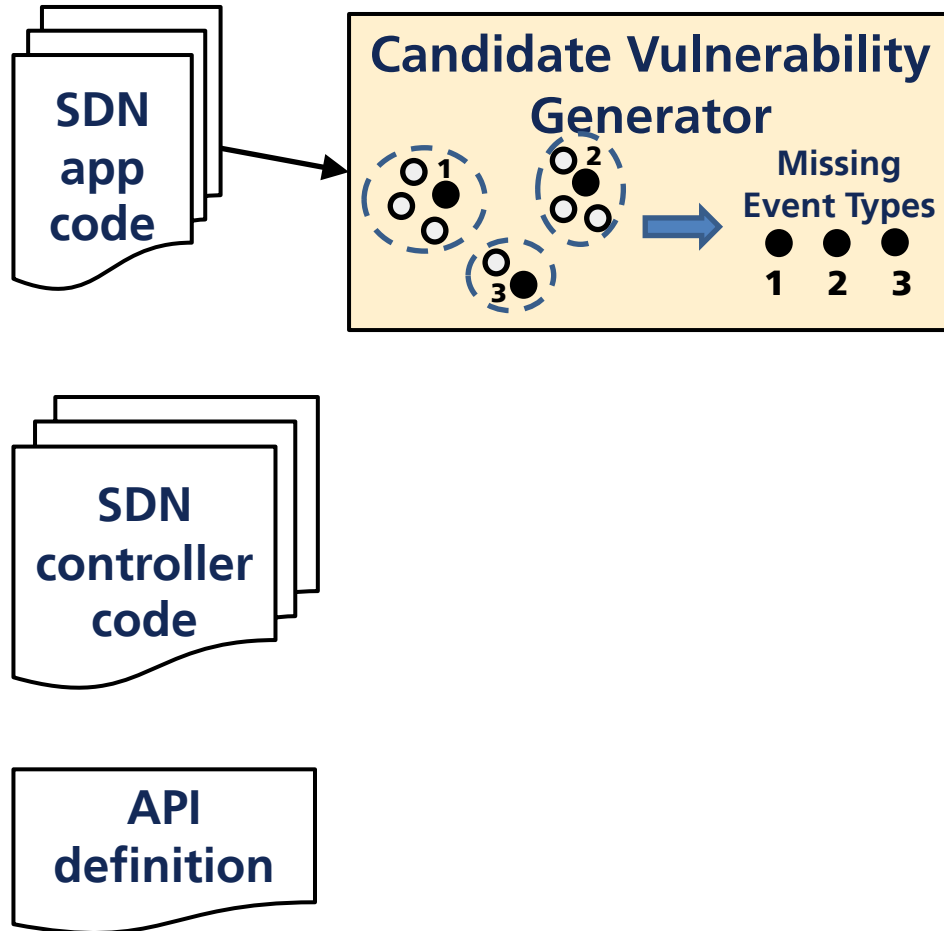 SDN
app
code
Candidate Vulnerability
Generator
1
2
3
Missing
Event Types
1 2 3
SDN
controller
code
API
definition